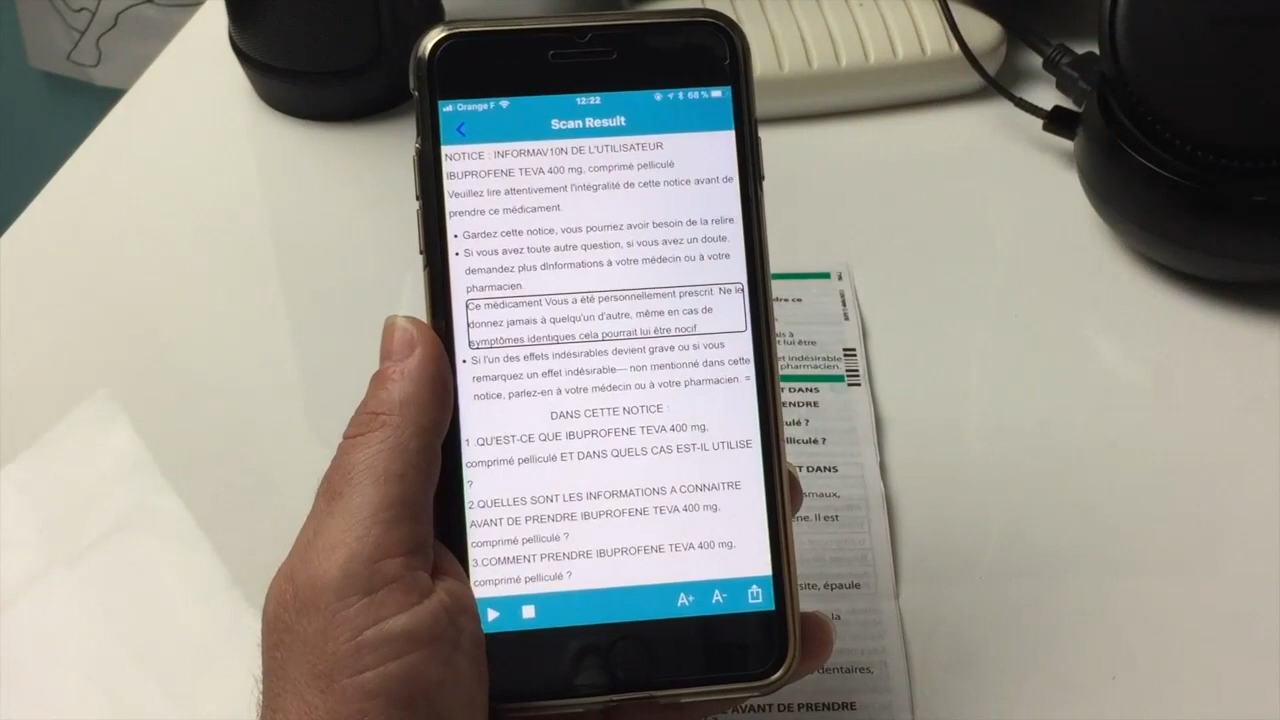 Orange F 12:22 68 %
Scan Result
NOTICE : INFORMAV10N DE L'UTILISATEUR
IBUPROFENE TEVA 400 mg, comprimé pelliculé
Veuillez lire attentivement l'intégralité de cette notice avant de
prendre ce médicament.
• Gardez cette notice, vous pourriez avoir besoin de la relire.
• Si vous avez toute autre question, si vous avez un doute,
demandez plus dInformations à votre médecin ou à votre
pharmacien.
Ce médicament Vous a été personnellement prescrit. Ne le
donnez jamais à quelqu'un d'autre, même en cas de
symptômes identiques cela pourrait lui être nocif
• Si l'un des effets indésirables devient grave ou si vous
remarquez un effet indésirable— non mentionné dans cette
notice, parlez-en à votre médecin ou à votre pharmacien. =
DANS CETTE NOTICE :
1 .QU'EST-CE QUE IBUPROFENE TEVA 400 mg,
comprimé pelliculé ET DANS QUELS CAS EST-IL UTILISE
?
2.QUELLES SONT LES INFORMATIONS A CONNAITRE
AVANT DE PRENDRE IBUPROFENE TEVA 400 mg,
comprimé pelliculé ?
3.COMMENT PRENDRE IBUPROFENE TEVA 400 mg,
comprimé pelliculé ?
A+ A-
dre ce
is à
t lui être
et indésirable
pharmacien.
T DANS
ENDRE
ulé ?
elliculé ?
T DANS
smaux,
ne. Il est
site, épaule
la
dentaires,
AVANT DE PRENDRE